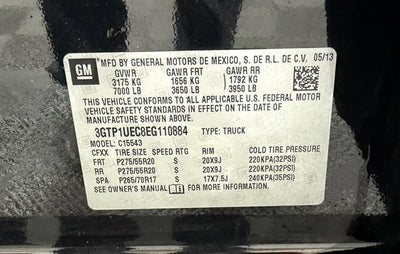 GM
MFD BY GENERAL MOTORS DE MEXICO, S. DE R.L. DE C.V. 05/13
GVWR GAWR FRT GAWR RR
3175 KG 1656 KG 1792 KG
7000 LB 3650 LB 3950 LB
THIS VEHICLE CONFORMS TO ALL APPLICABLE U.S. FEDERAL MOTOR
VEHICLE SAFETY STANDARDS IN EFFECT ON THE DATE OF
MANUFACTURE SHOWN ABOVE.
3GTP1UEC8EG110884 TYPE: TRUCK
MODEL: C15543
CFXX TIRE SIZE SPEED RTG RIM COLD TIRE PRESSURE
FRT P275/55R20 S 20X9J 220KPA(32PSI)
RR P275/55R20 S 20X9J 220KPA(32PSI)
SPA P265/70R17 S 17X7.5J 240KPA(35PSI)
SEE OWNER'S MANUAL FOR ADDITIONAL INFORMATION.